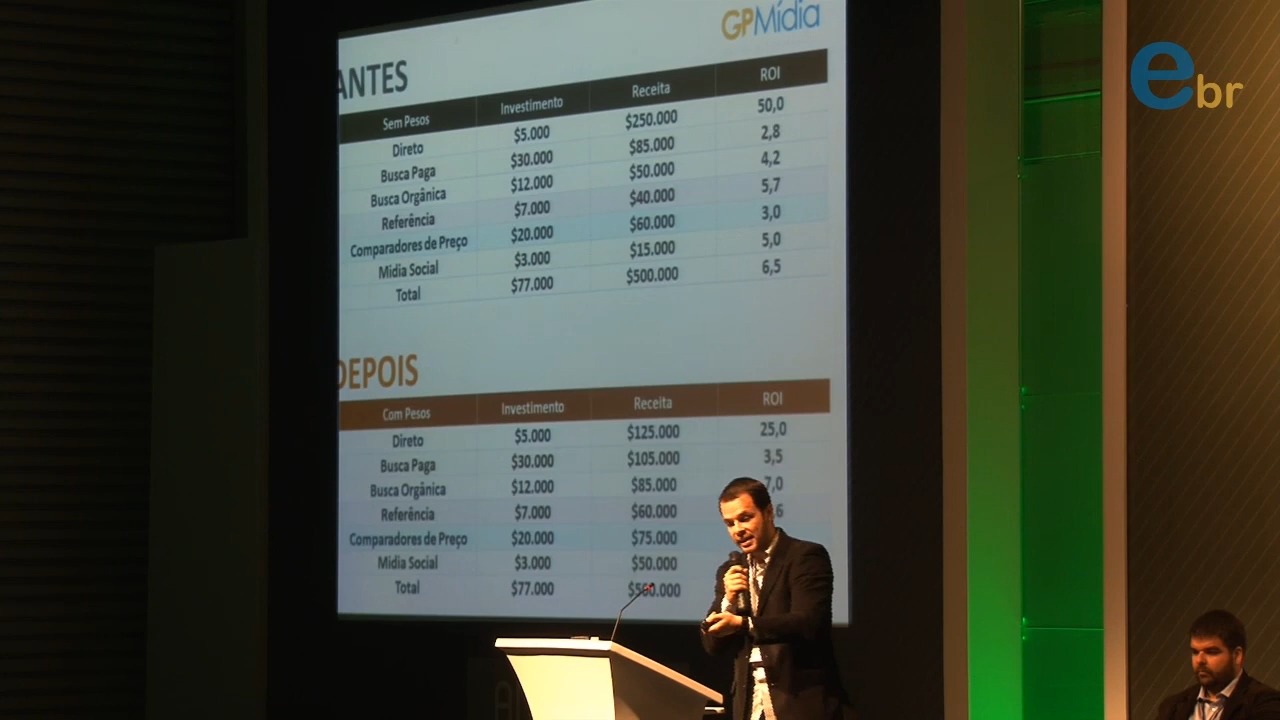 GPMídia
ebr
ANTES
Sem Pesos Investimento Receita ROI
Direto $5.000 $250.000 50,0
Busca Paga $30.000 $85.000 2,8
Busca Orgânica $12.000 $50.000 4,2
Referência $7.000 $40.000 5,7
Comparadores de Preço $20.000 $60.000 3,0
Mídia Social $3.000 $15.000 5,0
Total $77.000 $500.000 6,5
DEPOIS
Com Pesos Investimento Receita ROI
Direto $5.000 $125.000 25,0
Busca Paga $30.000 $105.000 3,5
Busca Orgânica $12.000 $85.000 7,0
Referência $7.000 $60.000
Comparadores de Preço $20.000 $75.000
Mídia Social $3.000 $50.000
Total $77.000 $500.000